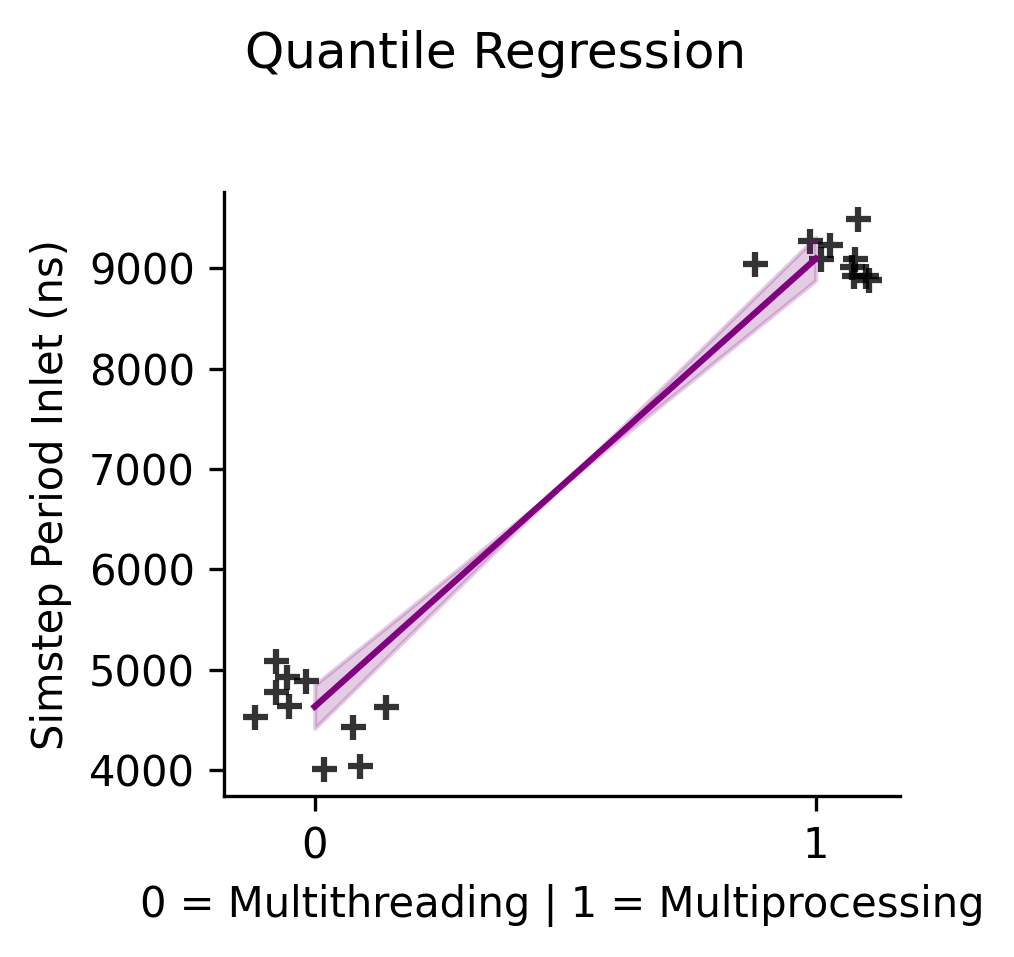 Quantile Regression
Simstep Period Inlet (ns)
9000
8000
7000
6000
5000
4000
0 1
0 = Multithreading | 1 = Multiprocessing